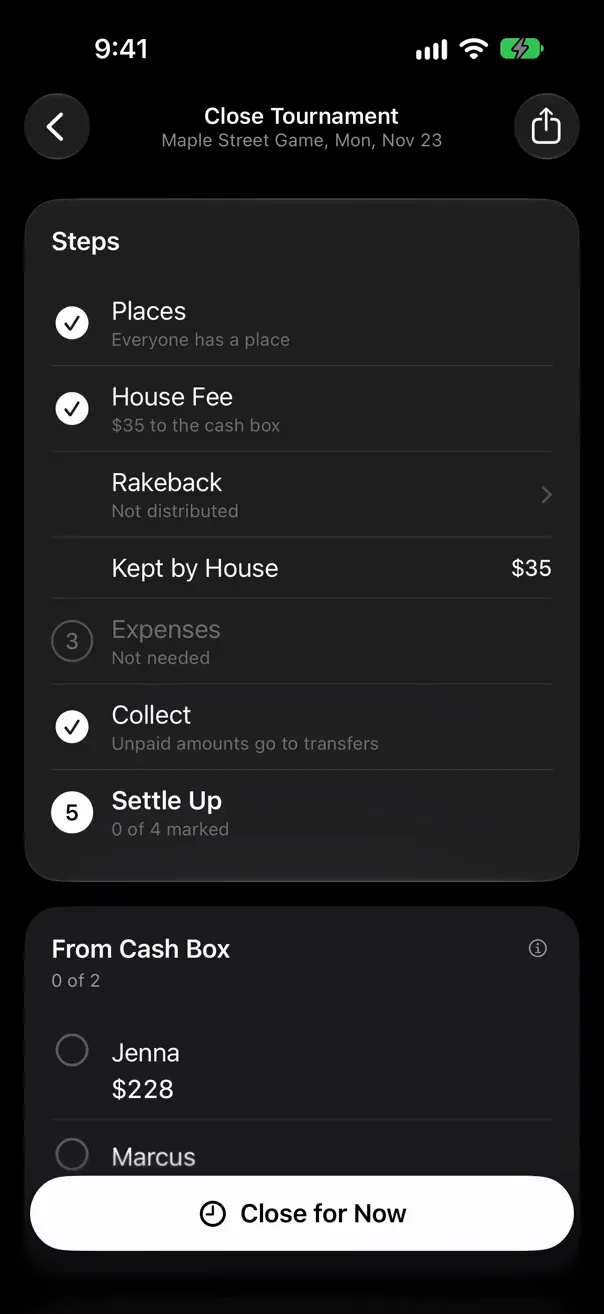 9:41
Close Tournament
Maple Street Game, Mon, Nov 23
Steps
Places
Everyone has a place
House Fee
$35 to the cash box
Rakeback
Not distributed
Kept by House $35
3 Expenses
Not needed
Collect
Unpaid amounts go to transfers
5 Settle Up
0 of 4 marked
From Cash Box
0 of 2
Jenna
$228
Marcus
Close for Now